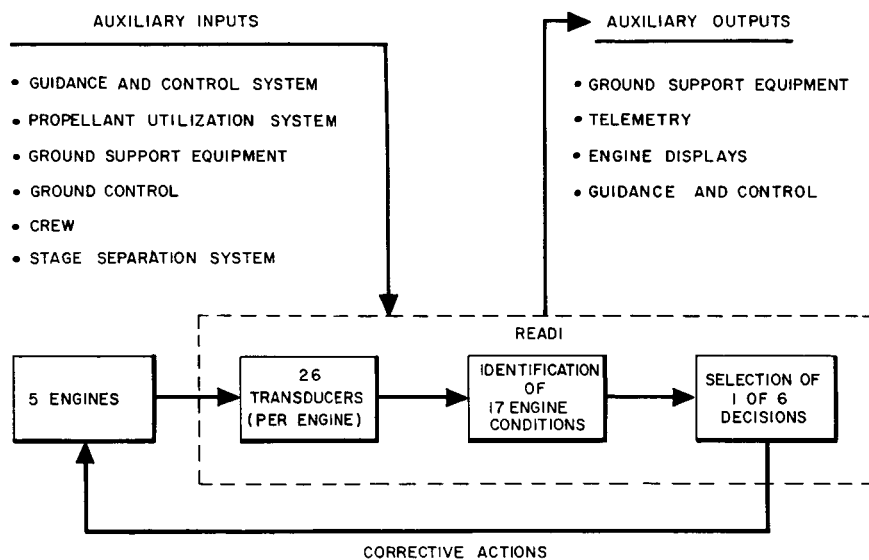 AUXILIARY INPUTS
• GUIDANCE AND CONTROL SYSTEM
• PROPELLANT UTILIZATION SYSTEM
• GROUND SUPPORT EQUIPMENT
• GROUND CONTROL
• CREW
• STAGE SEPARATION SYSTEM
AUXILIARY OUTPUTS
• GROUND SUPPORT EQUIPMENT
• TELEMETRY
• ENGINE DISPLAYS
• GUIDANCE AND CONTROL
READI
5 ENGINES
26
TRANSDUCERS
(PER ENGINE)
IDENTIFICATION
OF
17 ENGINE
CONDITIONS
SELECTION OF
1 OF 6
DECISIONS
CORRECTIVE ACTIONS